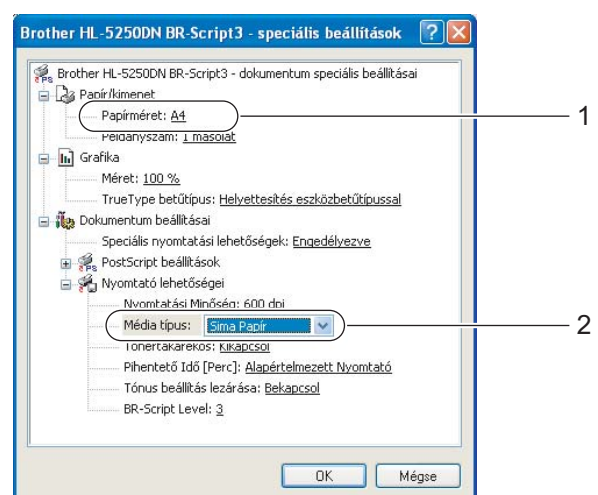 Brother HL-5250DN BR-Script3 - speciális beállítások
Brother HL-5250DN BR-Script3 - dokumentum speciális beállításai
Papír/kimenet
Papírméret: A4
1
Példányszám: 1 másolat
Grafika
Méret: 100 %
TrueType betűtípus: Helyettesítés eszközbetűtípussal
Dokumentum beállításai
Speciális nyomtatási lehetőségek: Engedélyezve
PostScript beállítások
Nyomtató lehetőségei
Nyomtatási Minőség: 600 dpi
Média típus: Sima Papír
2
Tonertakarékos: Kikapcsol
Pihentető Idő [Perc]: Alapértelmezett Nyomtató
Tónus beállítás lezárása: Bekapcsol
BR-Script Level: 3
OK Mégse